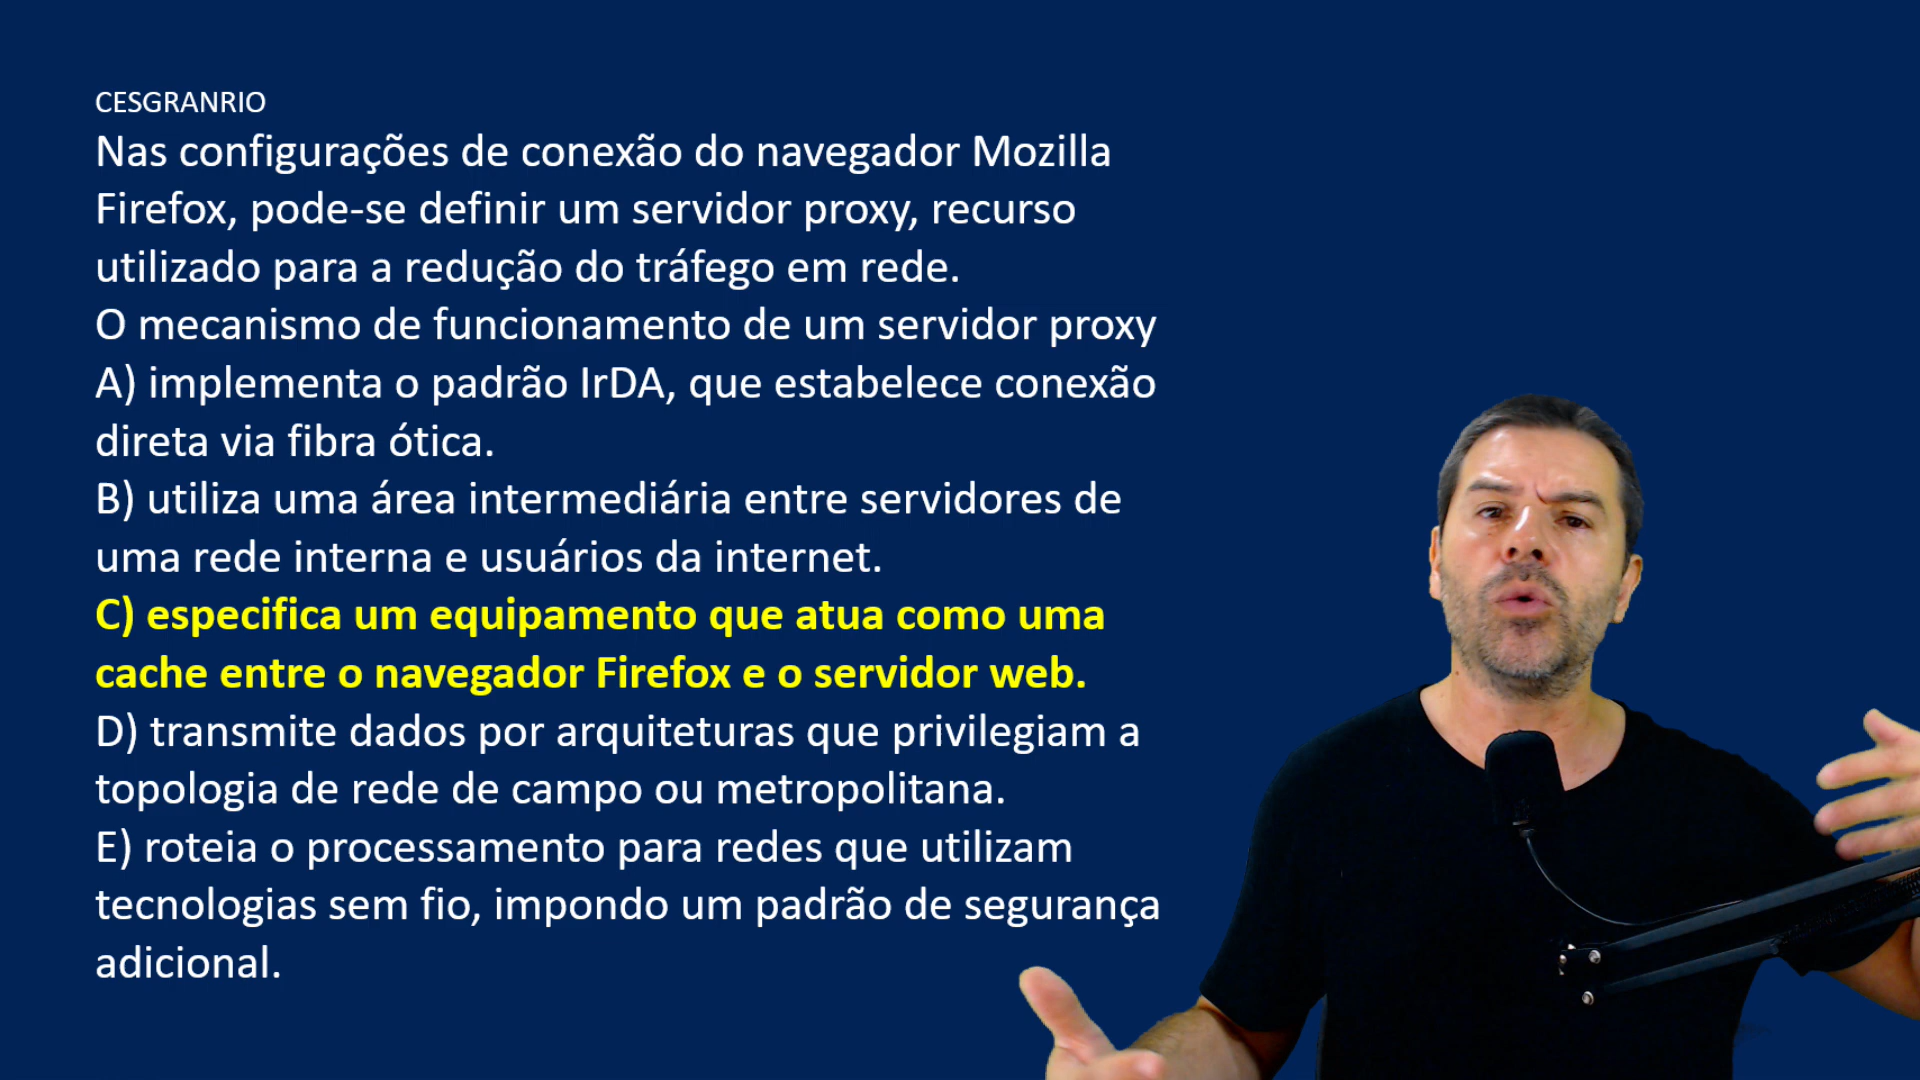 CESGRANRIO
Nas configurações de conexão do navegador Mozilla
Firefox, pode-se definir um servidor proxy, recurso
utilizado para a redução do tráfego em rede.
O mecanismo de funcionamento de um servidor proxy
A) implementa o padrão IrDA, que estabelece conexão
direta via fibra ótica.
B) utiliza uma área intermediária entre servidores de
uma rede interna e usuários da internet.
C) especifica um equipamento que atua como uma
cache entre o navegador Firefox e o servidor web.
D) transmite dados por arquiteturas que privilegiam a
topologia de rede de campo ou metropolitana.
E) roteia o processamento para redes que utilizam
tecnologias sem fio, impondo um padrão de segurança
adicional.